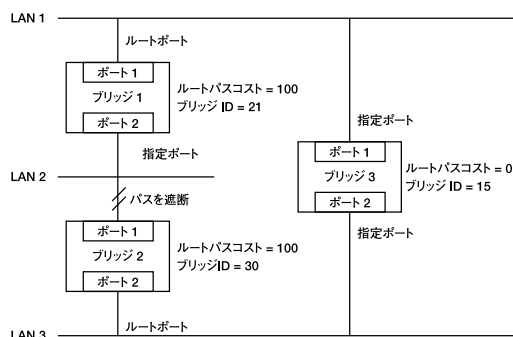 LAN 1
ルートポート
ポート 1
ブリッジ 1
ポート 2
ルートパスコスト = 100
ブリッジ ID = 21
指定ポート
指定ポート
ポート 1
ブリッジ 3
ポート 2
ルートパスコスト = 0
ブリッジ ID = 15
指定ポート
LAN 2
パスを遮断
ポート 1
ブリッジ 2
ポート 2
ルートパスコスト = 100
ブリッジID = 30
ルートポート
LAN 3